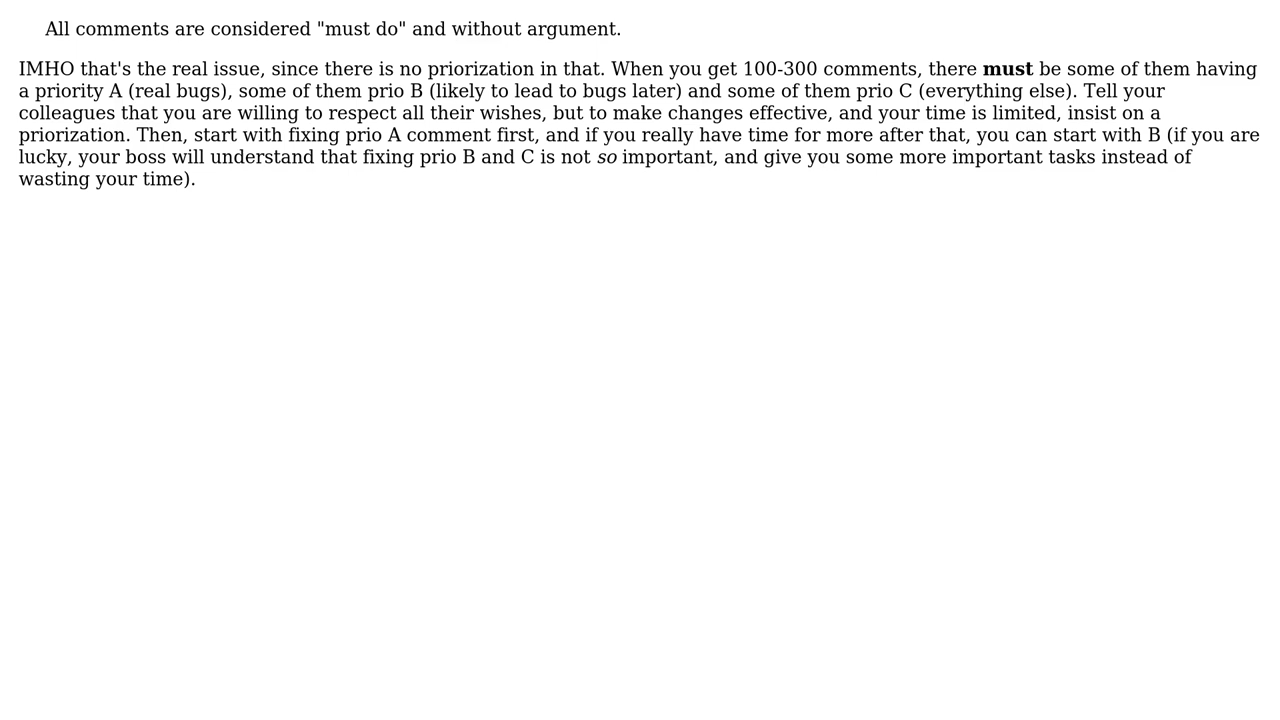 All comments are considered "must do" and without argument.
IMHO that's the real issue, since there is no priorization in that. When you get 100-300 comments, there must be some of them having
a priority A (real bugs), some of them prio B (likely to lead to bugs later) and some of them prio C (everything else). Tell your
colleagues that you are willing to respect all their wishes, but to make changes effective, and your time is limited, insist on a
priorization. Then, start with fixing prio A comment first, and if you really have time for more after that, you can start with B (if you are
lucky, your boss will understand that fixing prio B and C is not so important, and give you some more important tasks instead of
wasting your time).